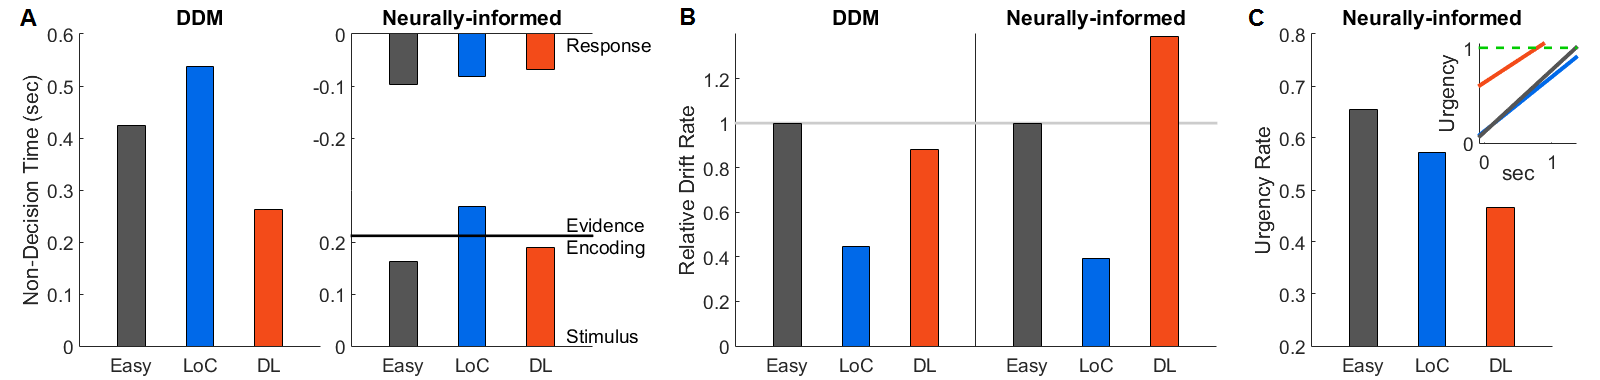 A
DDM
Neurally-informed
Non-Decision Time (sec)
0.6
0.5
0.4
0.3
0.2
0.1
0
Easy LoC DL
0
-0.1
-0.2
0.2
0.1
0
Response
Evidence
Encoding
Stimulus
Easy LoC DL
B
DDM
Neurally-informed
Relative Drift Rate
1.2
1
0.8
0.6
0.4
0.2
0
Easy LoC DL
Easy LoC DL
C
Neurally-informed
Urgency Rate
0.8
0.7
0.6
0.5
0.4
0.3
0.2
Easy LoC DL
Urgency
1
0
0 1
sec